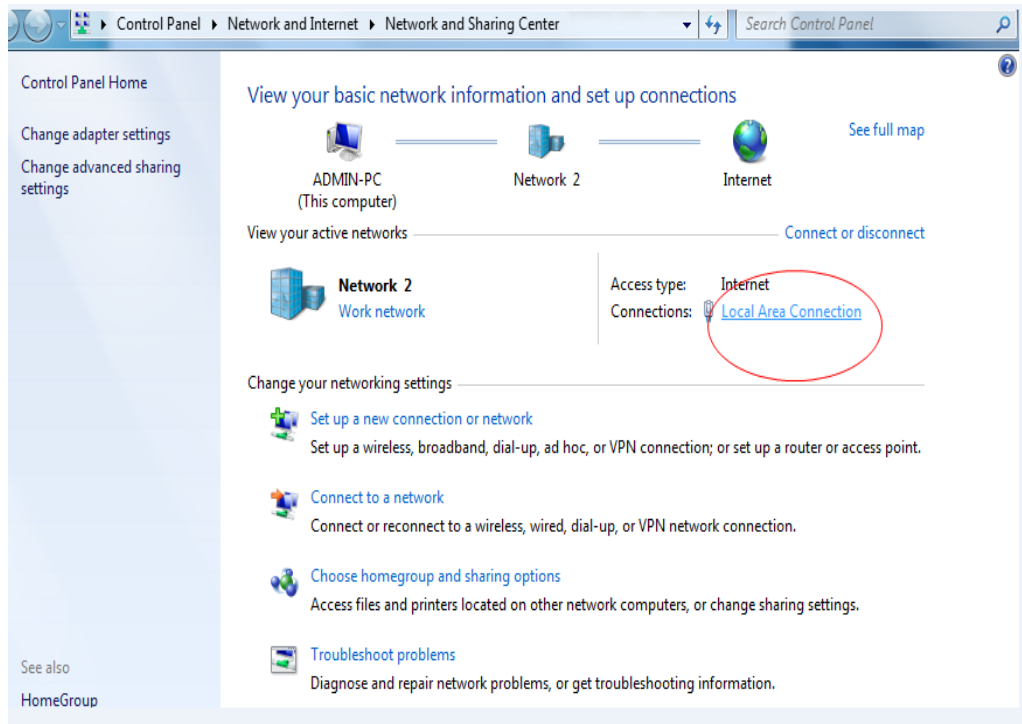 Control Panel ▸ Network and Internet ▸ Network and Sharing Center
Search Control Panel
Control Panel Home
Change adapter settings
Change advanced sharing
settings
View your basic network information and set up connections
See full map
ADMIN-PC
(This computer)
Network 2
Internet
View your active networks
Connect or disconnect
Network 2
Work network
Access type: Internet
Connections: Local Area Connection
Change your networking settings
Set up a new connection or network
Set up a wireless, broadband, dial-up, ad hoc, or VPN connection; or set up a router or access point.
Connect to a network
Connect or reconnect to a wireless, wired, dial-up, or VPN network connection.
Choose homegroup and sharing options
Access files and printers located on other network computers, or change sharing settings.
Troubleshoot problems
Diagnose and repair network problems, or get troubleshooting information.
See also
HomeGroup